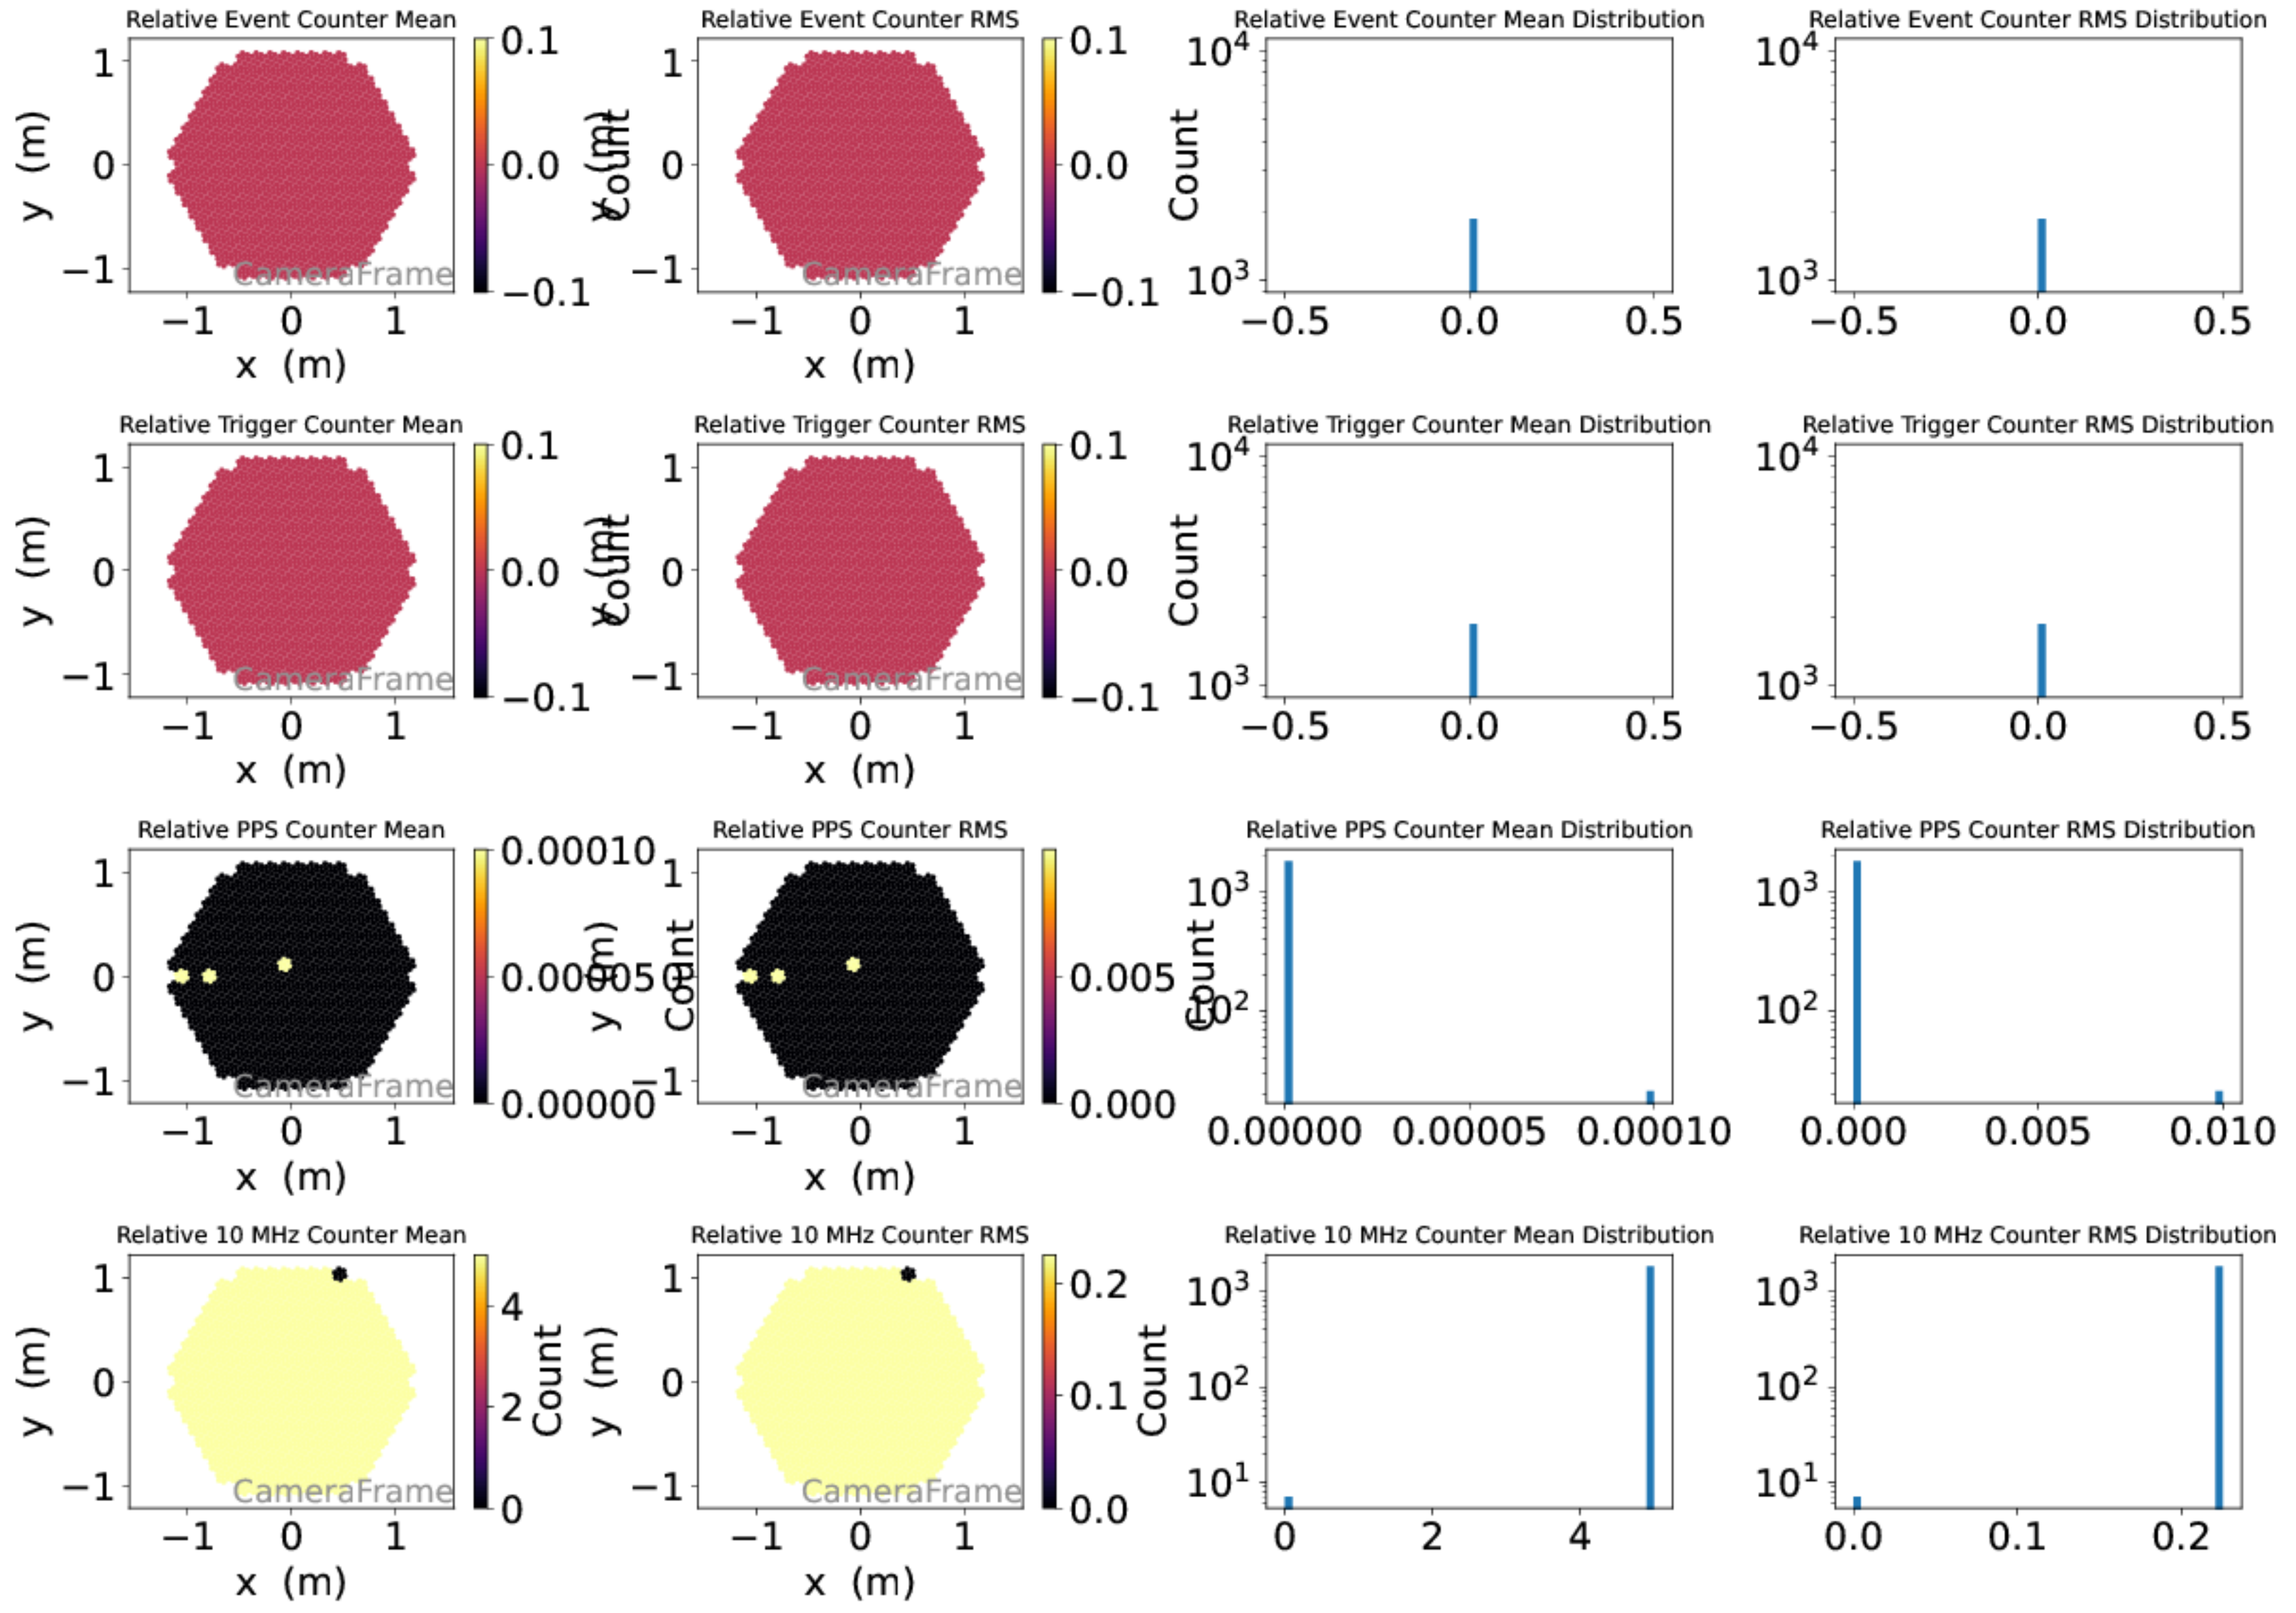 Relative Event Counter Mean
y (m)
1
0
−1
−1 0 1
x (m)
CameraFrame
0.1
0.0
−0.1
Count
Relative Event Counter RMS
y (m)
1
0
−1
−1 0 1
x (m)
CameraFrame
0.1
0.0
−0.1
Count
Relative Event Counter Mean Distribution
10⁴
10³
−0.5 0.0 0.5
Relative Event Counter RMS Distribution
10⁴
10³
−0.5 0.0 0.5
Relative Trigger Counter Mean
y (m)
1
0
−1
−1 0 1
x (m)
CameraFrame
0.1
0.0
−0.1
Count
Relative Trigger Counter RMS
y (m)
1
0
−1
−1 0 1
x (m)
CameraFrame
0.1
0.0
−0.1
Count
Relative Trigger Counter Mean Distribution
10⁴
10³
−0.5 0.0 0.5
Relative Trigger Counter RMS Distribution
10⁴
10³
−0.5 0.0 0.5
Relative PPS Counter Mean
y (m)
1
0
−1
−1 0 1
x (m)
CameraFrame
0.00010
0.00005
0.00000
Count
Relative PPS Counter RMS
y (m)
1
0
−1
−1 0 1
x (m)
CameraFrame
0.005
0.000
Count
Relative PPS Counter Mean Distribution
10³
10²
0.00000 0.00005 0.00010
Relative PPS Counter RMS Distribution
10³
10²
0.000 0.005 0.010
Relative 10 MHz Counter Mean
y (m)
1
0
−1
−1 0 1
x (m)
CameraFrame
4
2
0
Count
Relative 10 MHz Counter RMS
y (m)
1
0
−1
−1 0 1
x (m)
CameraFrame
0.2
0.1
0.0
Count
Relative 10 MHz Counter Mean Distribution
10³
10²
10¹
0 2 4
Relative 10 MHz Counter RMS Distribution
10³
10²
10¹
0.0 0.1 0.2